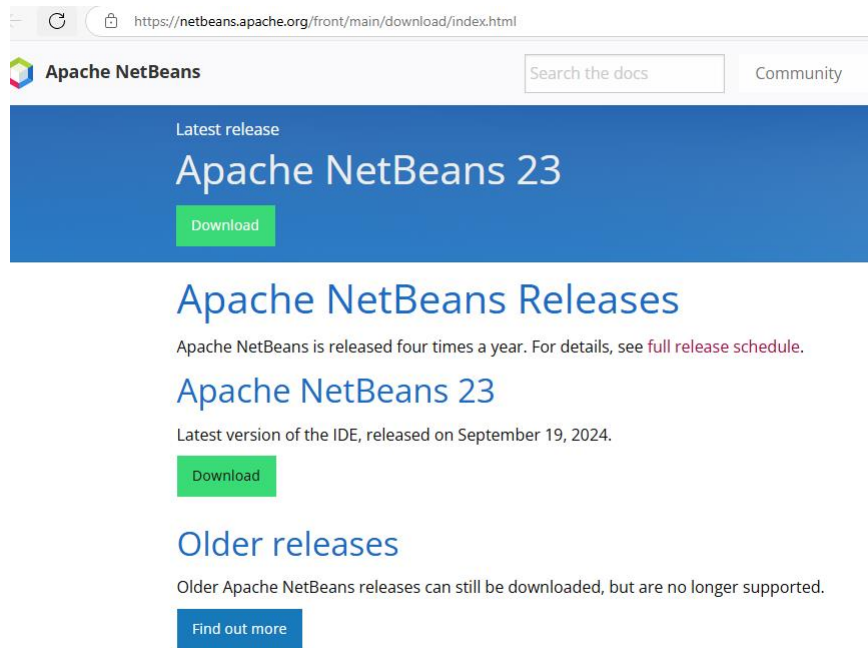 https://netbeans.apache.org/front/main/download/index.html
Apache NetBeans
Search the docs
Community
Latest release
Apache NetBeans 23
Download
Apache NetBeans Releases
Apache NetBeans is released four times a year. For details, see full release schedule.
Apache NetBeans 23
Latest version of the IDE, released on September 19, 2024.
Download
Older releases
Older Apache NetBeans releases can still be downloaded, but are no longer supported.
Find out more